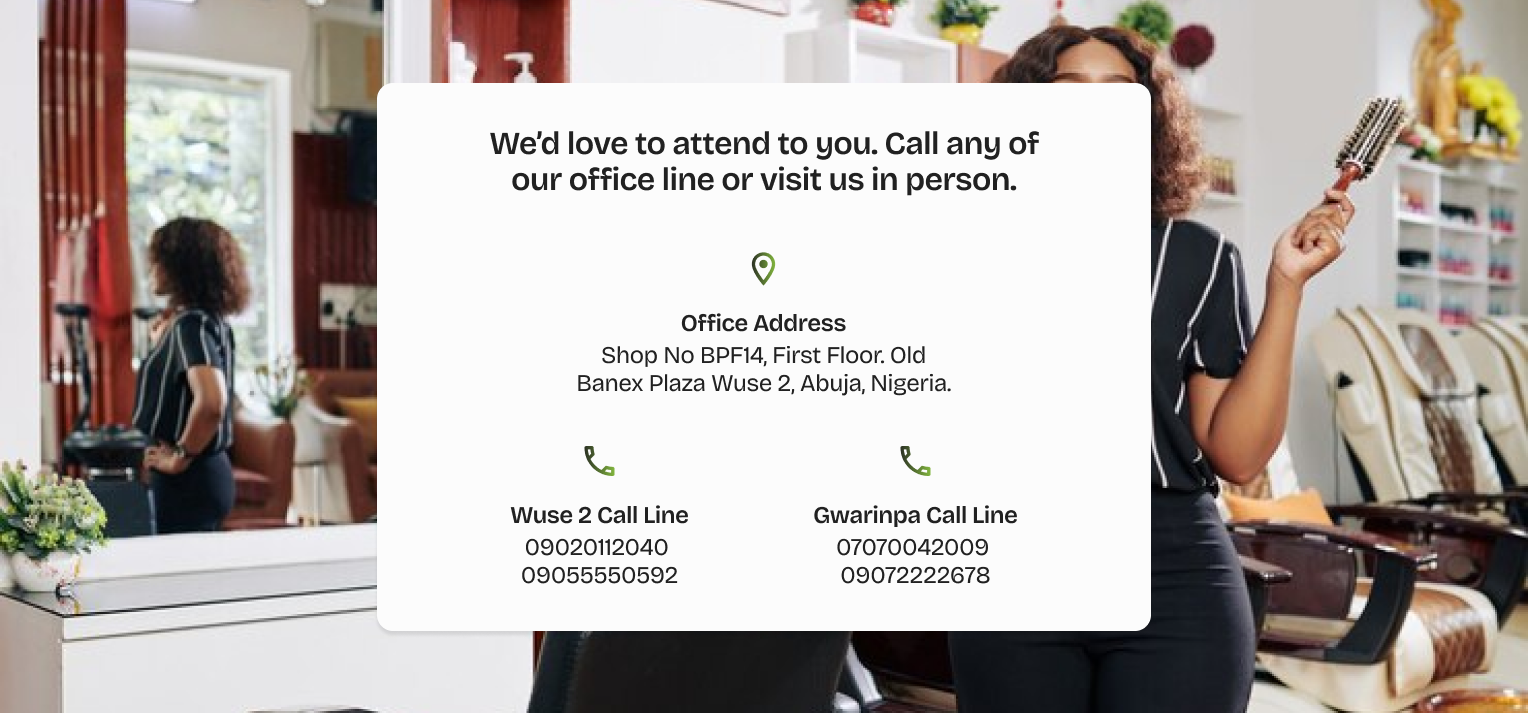 We’d love to attend to you. Call any of
our office line or visit us in person.
Office Address
Shop No BPF14, First Floor. Old
Banex Plaza Wuse 2, Abuja, Nigeria.
Wuse 2 Call Line
09020112040
09055550592
Gwarinpa Call Line
07070042009
09072222678